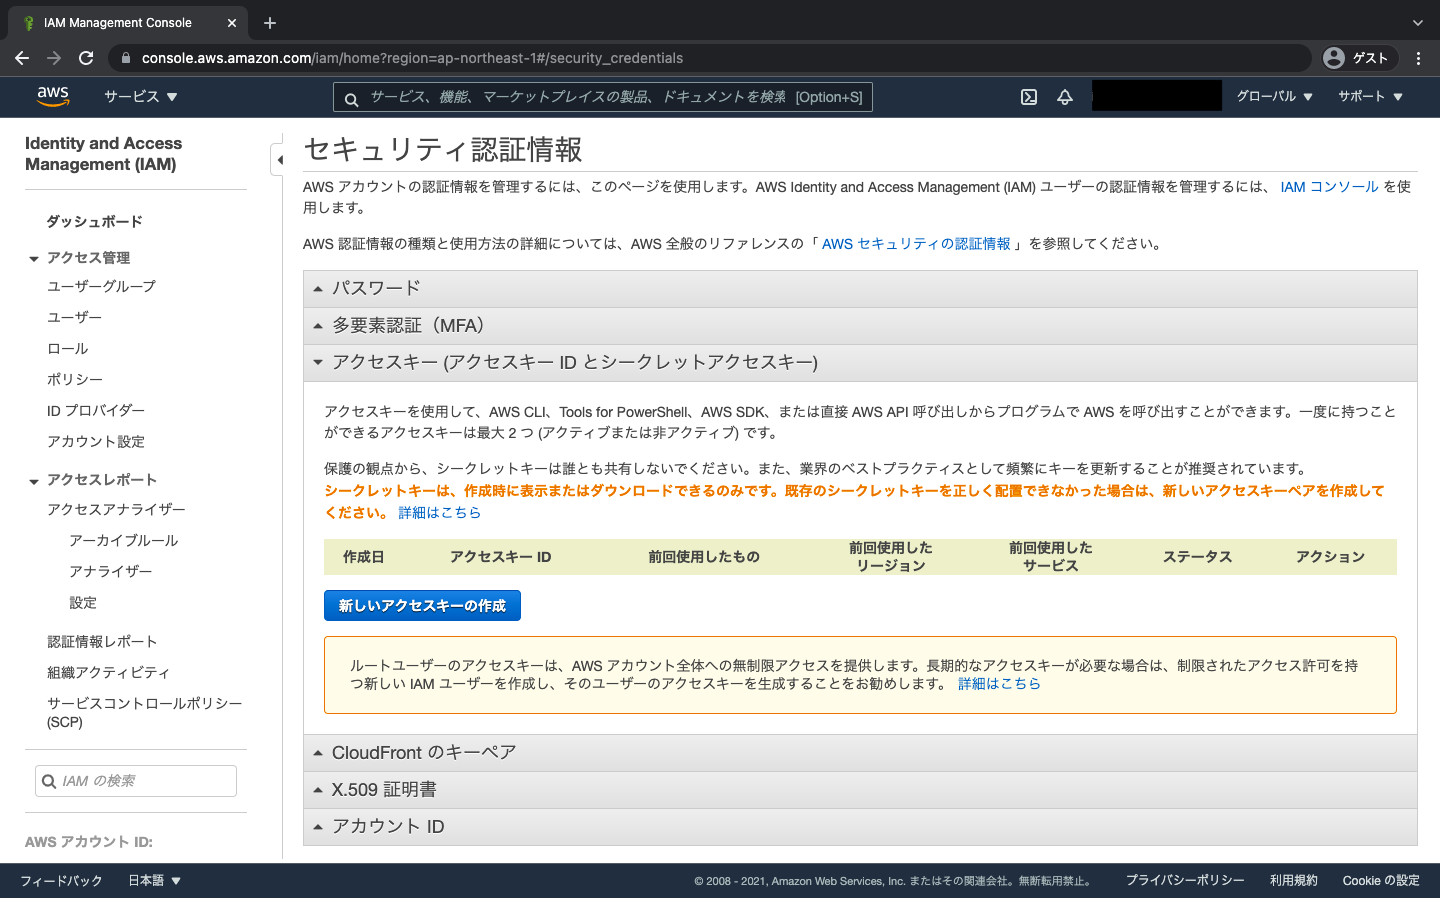 IAM Management Console
console.aws.amazon.com/iam/home?region=ap-northeast-1#/security_credentials
ゲスト
aws
サービス
サービス、機能、マーケットプレイスの製品、ドキュメントを検索 [Option+S]
グローバル
サポート
Identity and Access
Management (IAM)
ダッシュボード
アクセス管理
ユーザーグループ
ユーザー
ロール
ポリシー
ID プロバイダー
アカウント設定
アクセスレポート
アクセスアナライザー
アーカイブルール
アナライザー
設定
認証情報レポート
組織アクティビティ
サービスコントロールポリシー
(SCP)
IAM の検索
AWS アカウント ID:
セキュリティ認証情報
AWS アカウントの認証情報を管理するには、このページを使用します。AWS Identity and Access Management (IAM) ユーザーの認証情報を管理するには、 IAM コンソール を使
用します。
AWS 認証情報の種類と使用方法の詳細については、AWS 全般のリファレンスの「 AWS セキュリティの認証情報 」を参照してください。
パスワード
多要素認証（MFA）
アクセスキー (アクセスキー ID とシークレットアクセスキー)
アクセスキーを使用して、AWS CLI、Tools for PowerShell、AWS SDK、または直接 AWS API 呼び出しからプログラムで AWS を呼び出すことができます。一度に持つこと
ができるアクセスキーは最大 2 つ (アクティブまたは非アクティブ) です。
保護の観点から、シークレットキーは誰とも共有しないでください。また、業界のベストプラクティスとして頻繁にキーを更新することが推奨されています。
シークレットキーは、作成時に表示またはダウンロードできるのみです。既存のシークレットキーを正しく配置できなかった場合は、新しいアクセスキーペアを作成して
ください。 詳細はこちら
作成日
アクセスキー ID
前回使用したもの
前回使用した
リージョン
前回使用した
サービス
ステータス
アクション
新しいアクセスキーの作成
ルートユーザーのアクセスキーは、AWS アカウント全体への無制限アクセスを提供します。長期的なアクセスキーが必要な場合は、制限されたアクセス許可を持
つ新しい IAM ユーザーを作成し、そのユーザーのアクセスキーを生成することをお勧めします。 詳細はこちら
CloudFront のキーペア
X.509 証明書
アカウント ID
フィードバック
日本語
© 2008 - 2021, Amazon Web Services, Inc. またはその関連会社。無断転用禁止。
プライバシーポリシー
利用規約
Cookie の設定